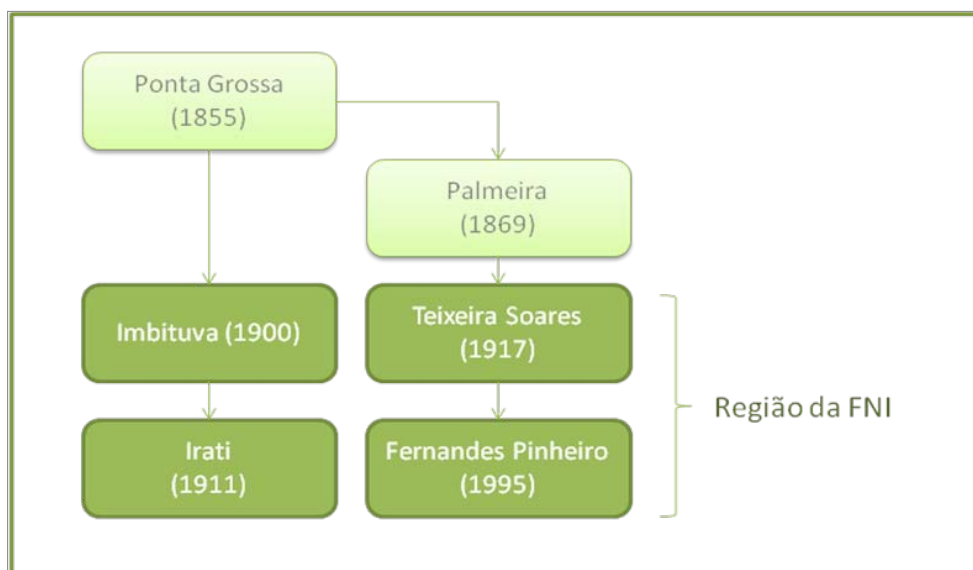 Ponta Grossa
(1855)
Palmeira
(1869)
Imbituva (1900)
Teixeira Soares
(1917)
Região da FNI
Irati
(1911)
Fernandes Pinheiro
(1995)